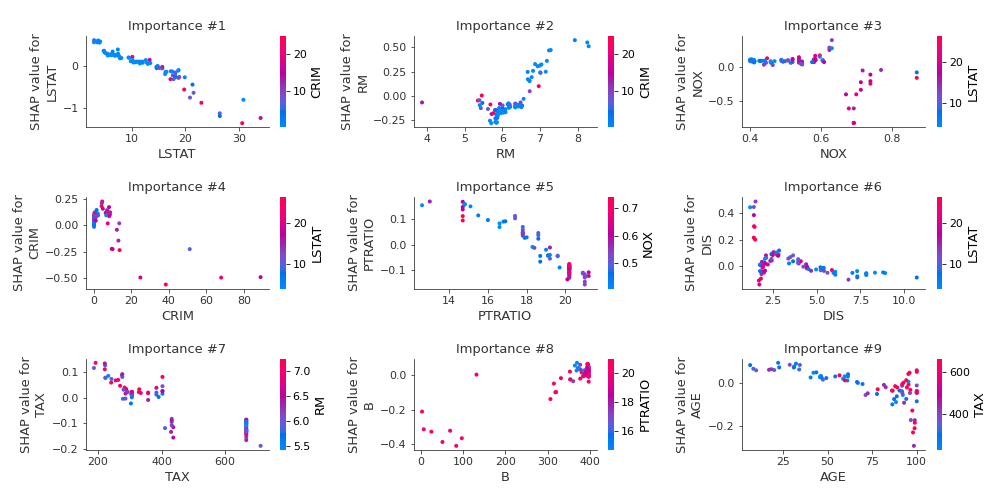 Importance #1
SHAP value for
LSTAT
0
−1
10
20
30
LSTAT
20
10
CRIM
Importance #2
SHAP value for
RM
0.50
0.25
0.00
−0.25
4
5
6
7
8
RM
20
10
CRIM
Importance #3
SHAP value for
NOX
0.0
−0.5
0.4
0.6
0.8
NOX
20
10
LSTAT
Importance #4
SHAP value for
CRIM
0.25
0.00
−0.25
−0.50
0
20
40
60
80
CRIM
20
10
LSTAT
Importance #5
SHAP value for
PTRATIO
0.1
0.0
−0.1
14
16
18
20
PTRATIO
0.7
0.6
0.5
NOX
Importance #6
SHAP value for
DIS
0.4
0.2
0.0
2.5
5.0
7.5
10.0
DIS
20
10
LSTAT
Importance #7
SHAP value for
TAX
0.1
0.0
−0.1
−0.2
200
400
600
TAX
7.0
6.5
6.0
5.5
RM
Importance #8
SHAP value for
B
0.0
−0.2
−0.4
0
100
200
300
400
B
20
18
16
PTRATIO
Importance #9
SHAP value for
AGE
0.0
−0.2
25
50
75
100
AGE
600
400
TAX